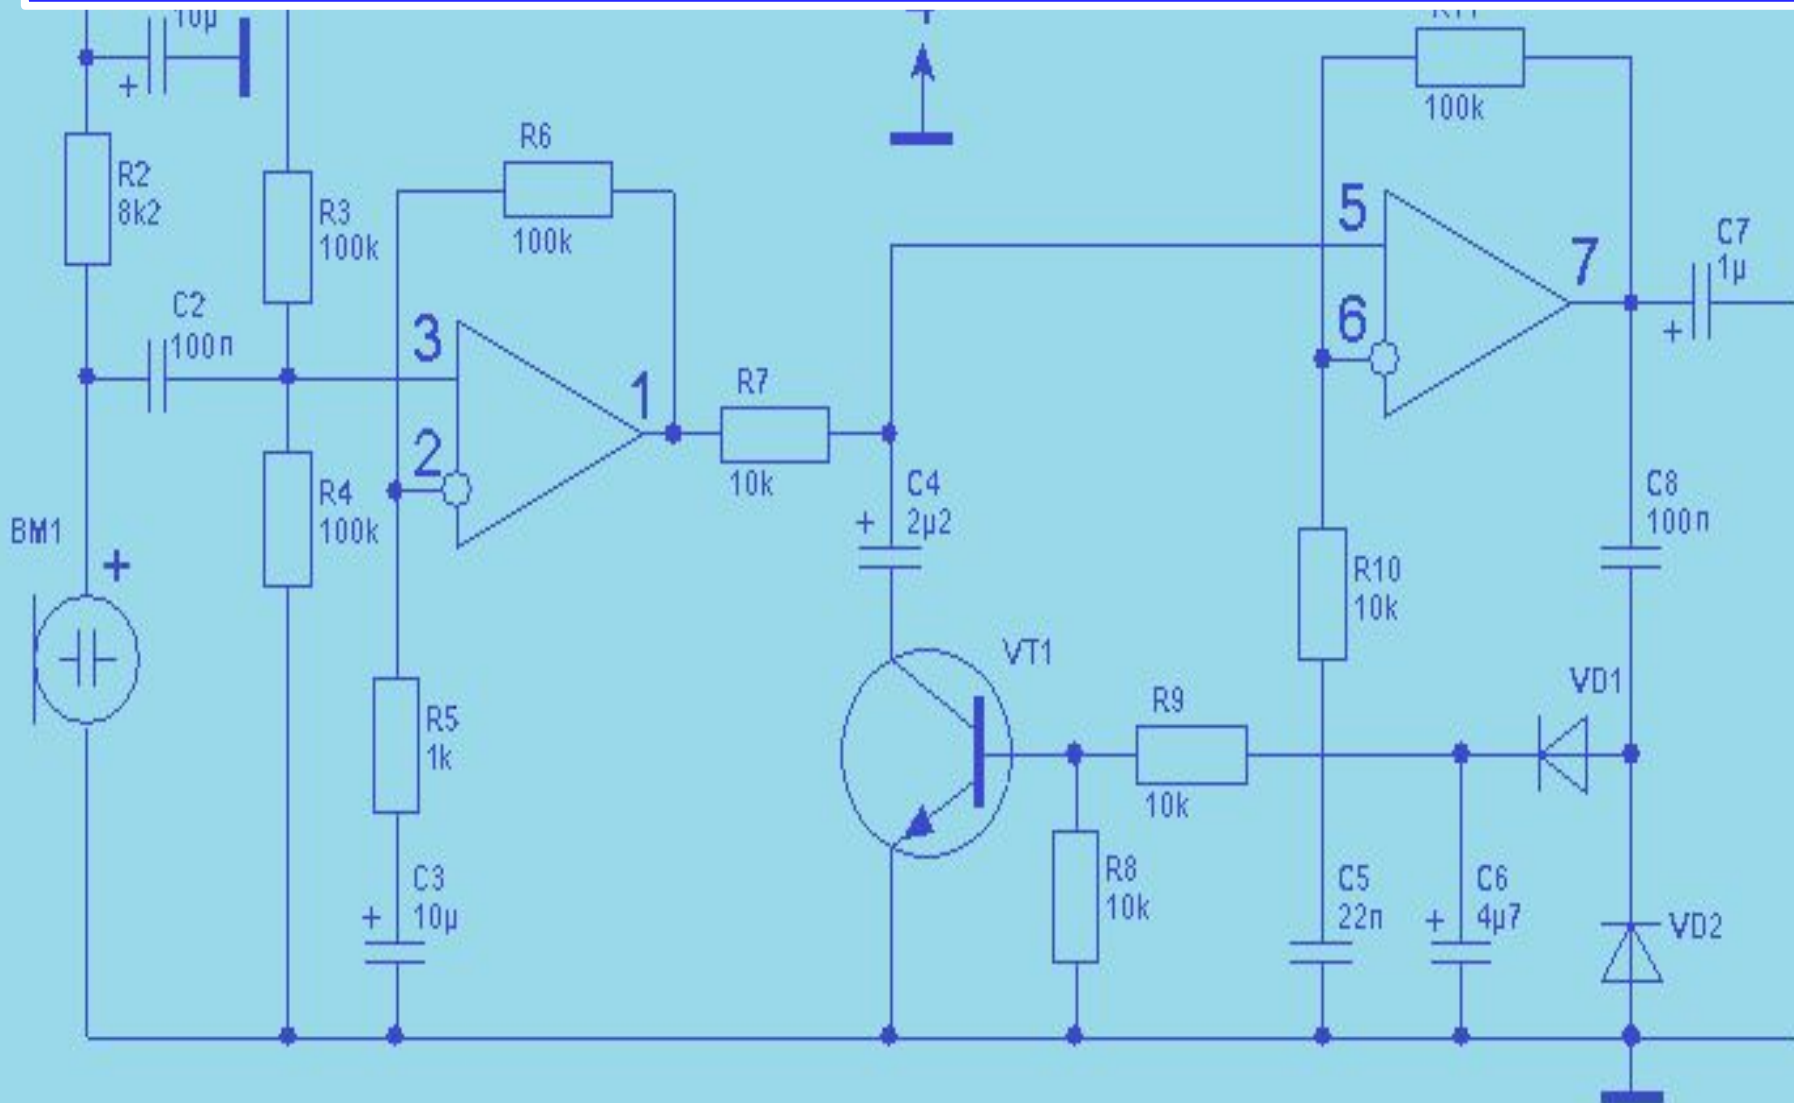 10µ
+
R2
8k2
R3
100k
R6
100k
C2
100n
3
2
1
R7
10k
C4
+ 2µ2
BM1
+
R4
100k
R5
1k
C3
+ 10µ
VT1
R9
10k
R8
10k
100k
5
6
7
C7
1µ
+
C8
100n
R10
10k
VD1
C5
22n
C6
+ 4µ7
VD2